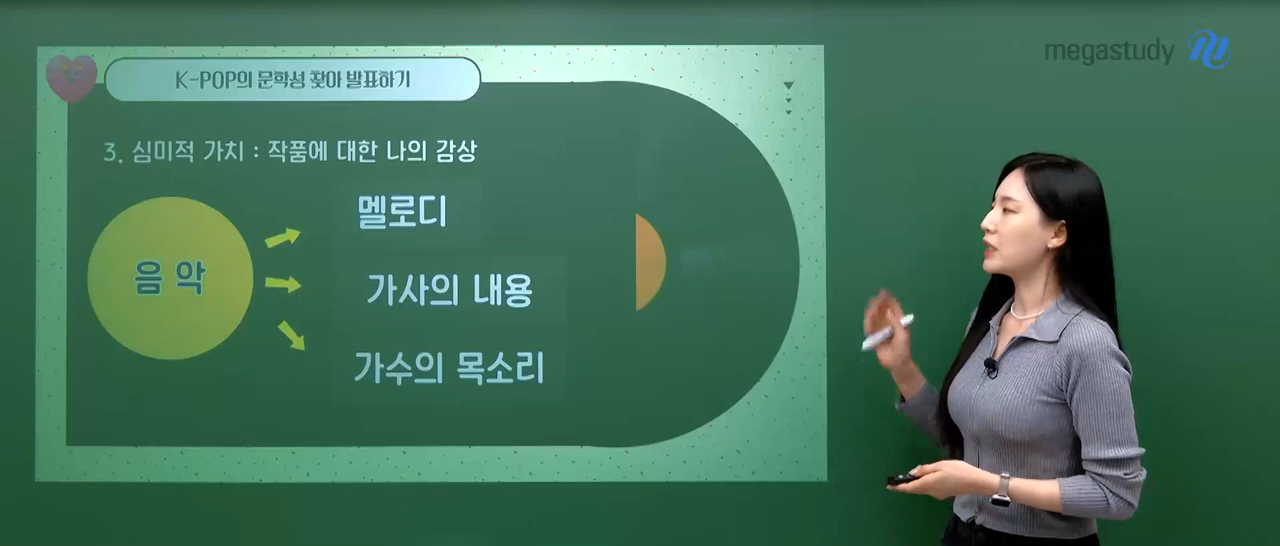 megastudy
K-POP의 문학성 찾아 발표하기
3. 심미적 가치 : 작품에 대한 나의 감상
음악
멜로디
가사의 내용
가수의 목소리